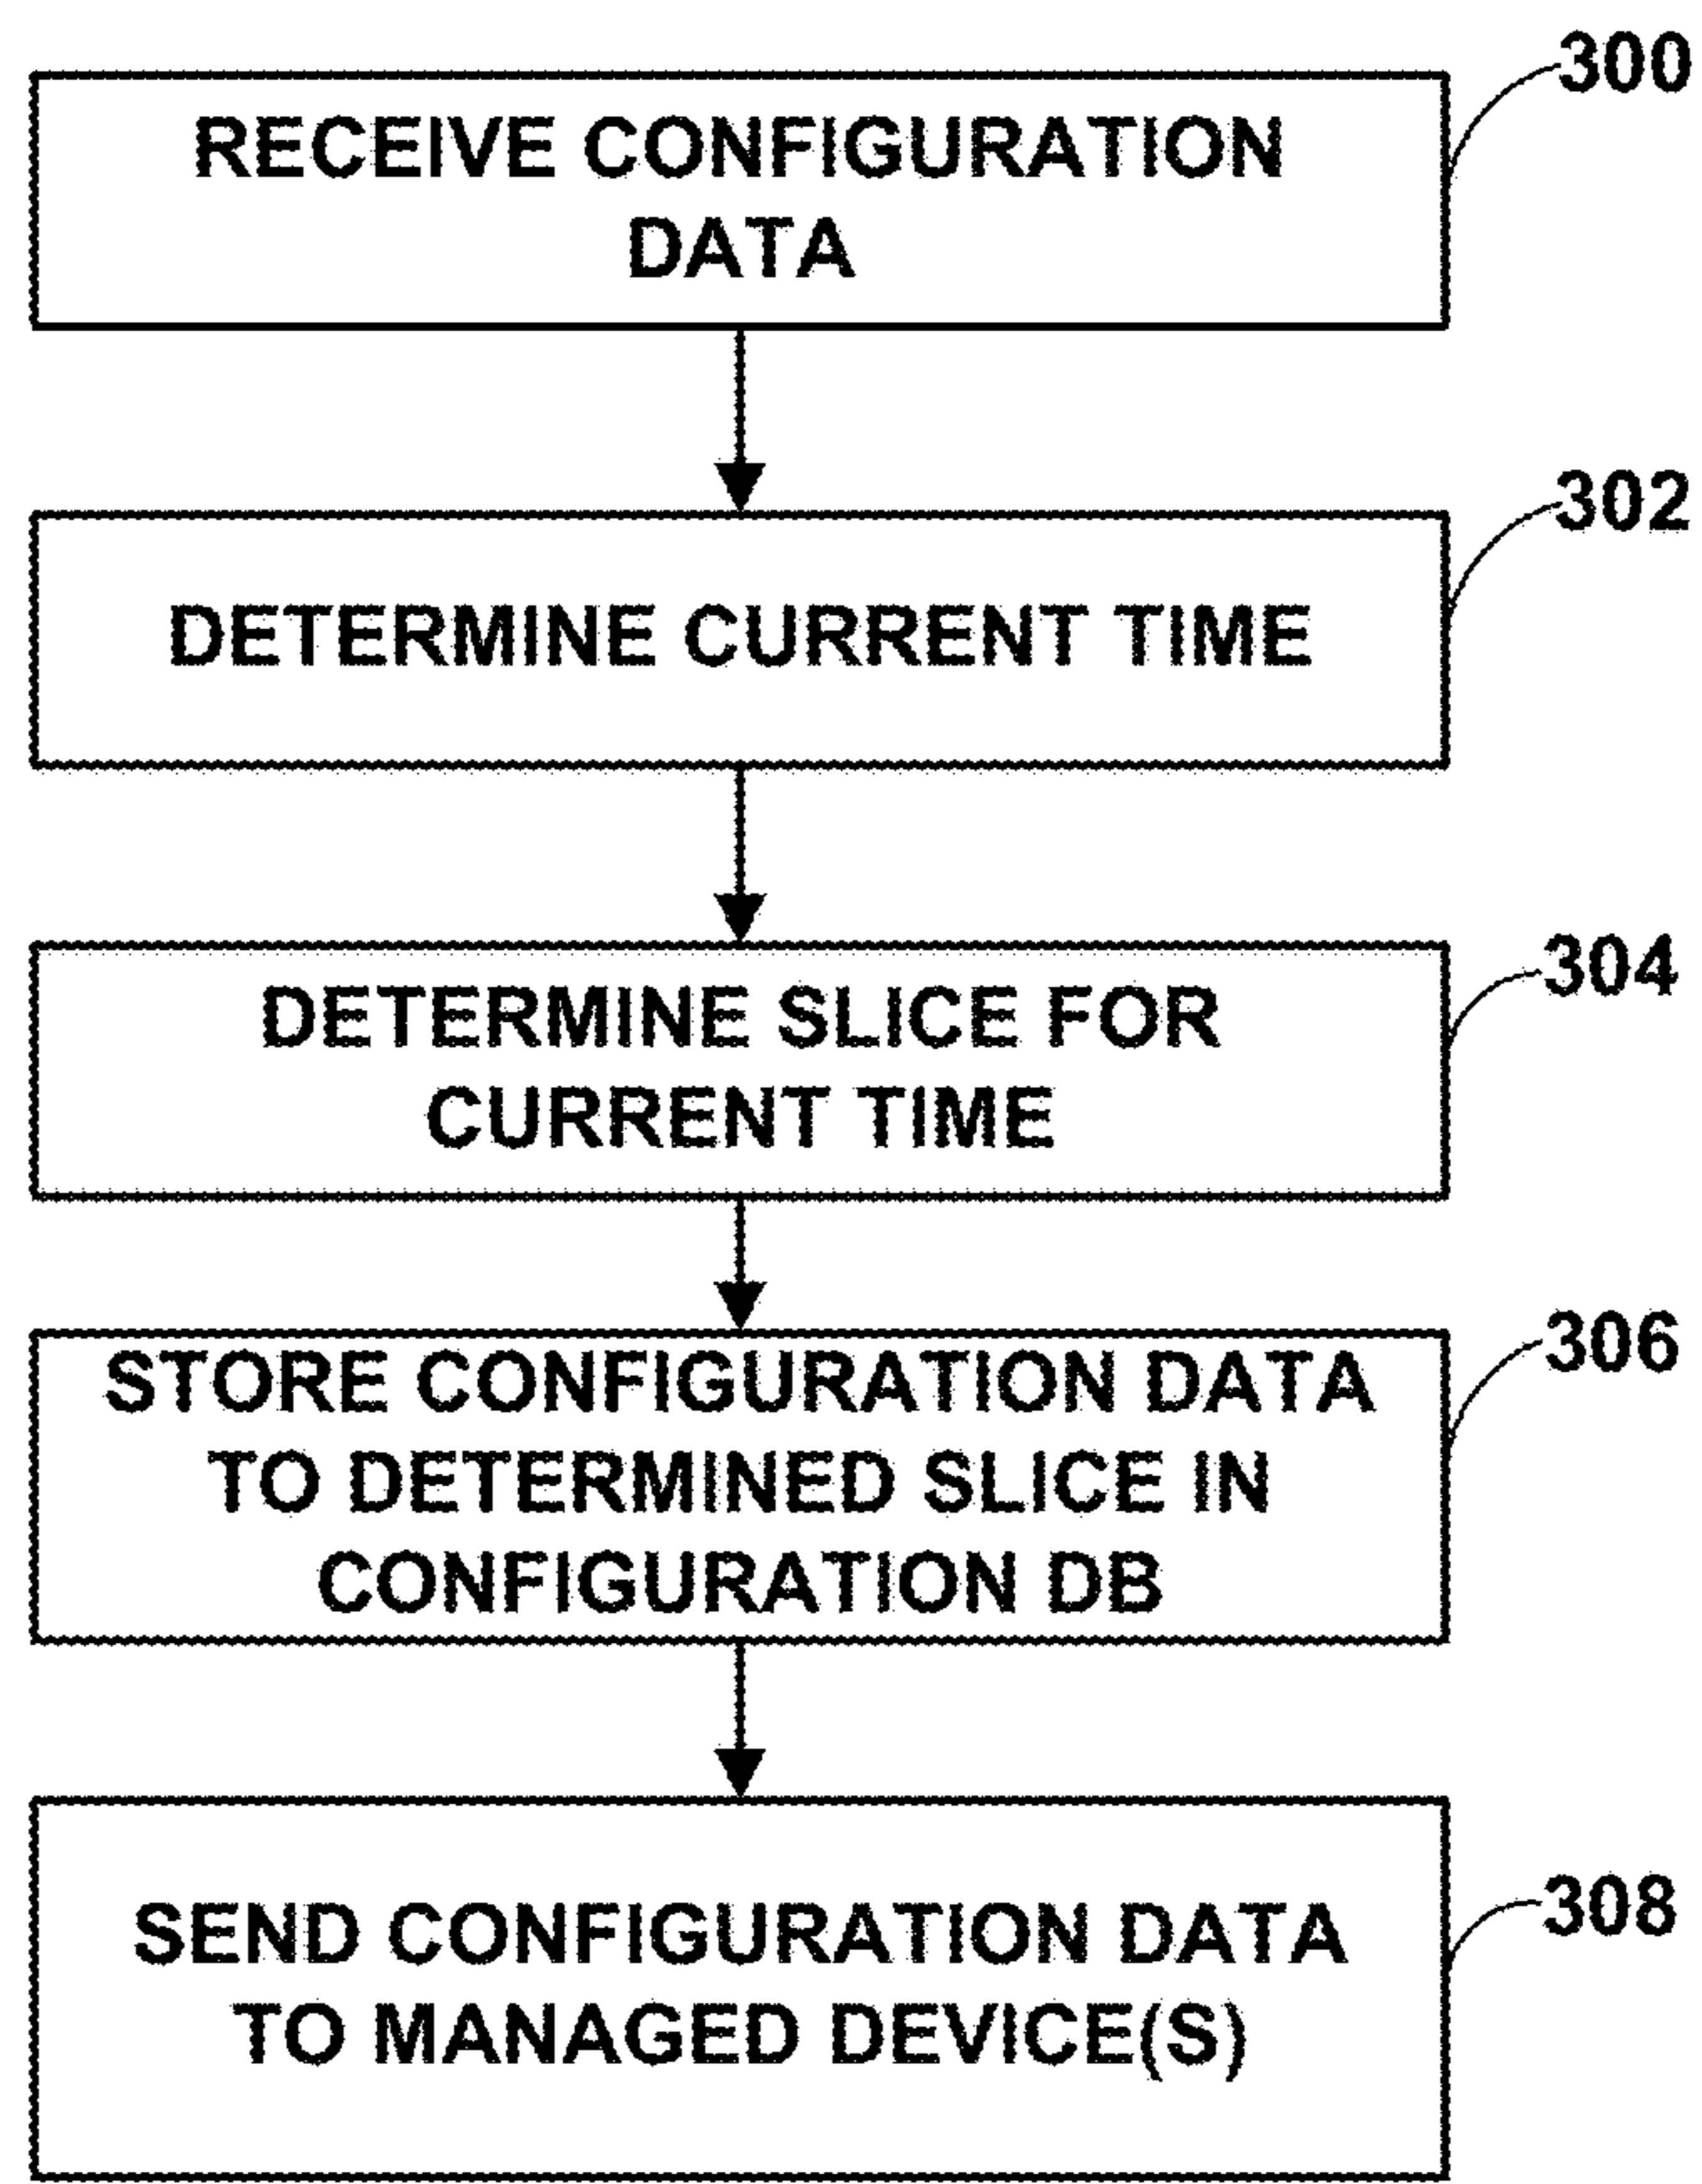 300
RECEIVE CONFIGURATION
DATA
302
DETERMINE CURRENT TIME
304
DETERMINE SLICE FOR
CURRENT TIME
306
STORE CONFIGURATION DATA
TO DETERMINED SLICE IN
CONFIGURATION DB
308
SEND CONFIGURATION DATA
TO MANAGED DEVICE(S)